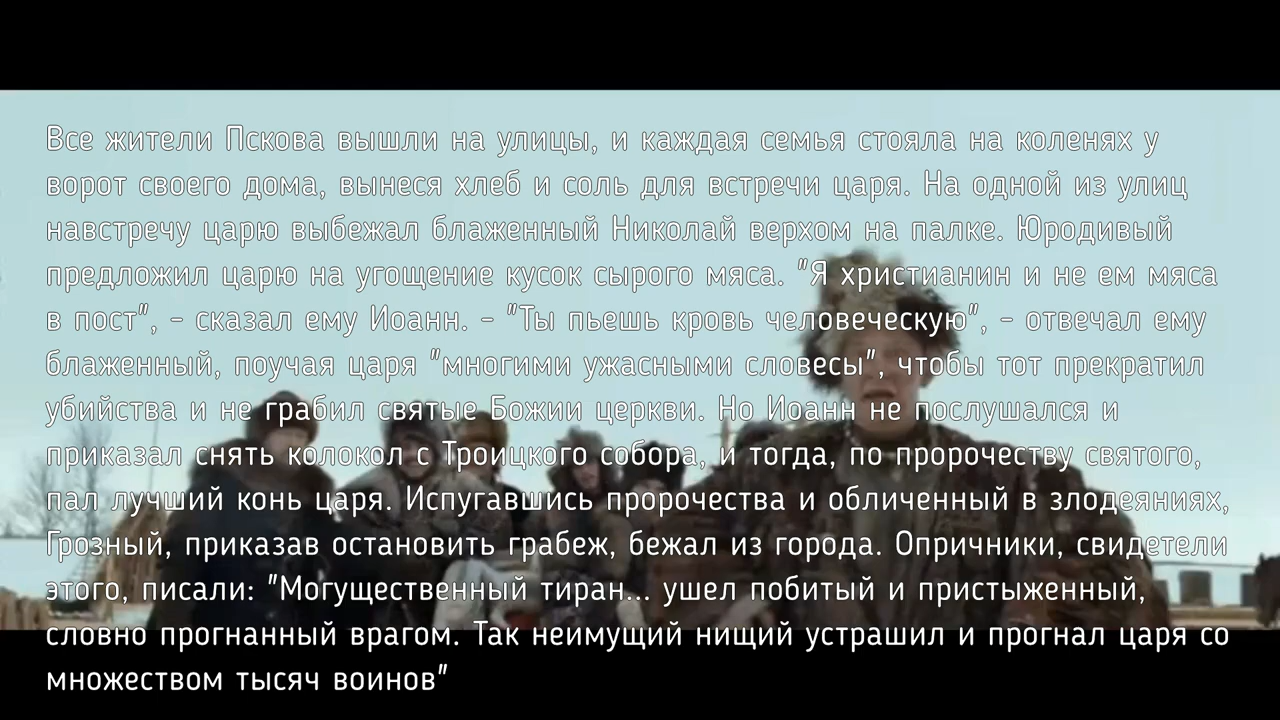 Все жители Пскова вышли на улицы, и каждая семья стояла на коленях у
ворот своего дома, вынеся хлеб и соль для встречи царя. На одной из улиц
навстречу царю выбежал блаженный Николай верхом на палке. Юродивый
предложил царю на угощение кусок сырого мяса. "Я христианин и не ем мяса
в пост", – сказал ему Иоанн. – "Ты пьешь кровь человеческую", – отвечал ему
блаженный, поучая царя "многими ужасными словесы", чтобы тот прекратил
убийства и не грабил святые Божии церкви. Но Иоанн не послушался и
приказал снять колокол с Троицкого собора, и тогда, по пророчеству святого,
пал лучший конь царя. Испугавшись пророчества и обличенный в злодеяниях,
Грозный, приказав остановить грабеж, бежал из города. Опричники, свидетели
этого, писали: "Могущественный тиран... ушел побитый и пристыженный,
словно прогнанный врагом. Так неимущий нищий устрашил и прогнал царя со
множеством тысяч воинов"